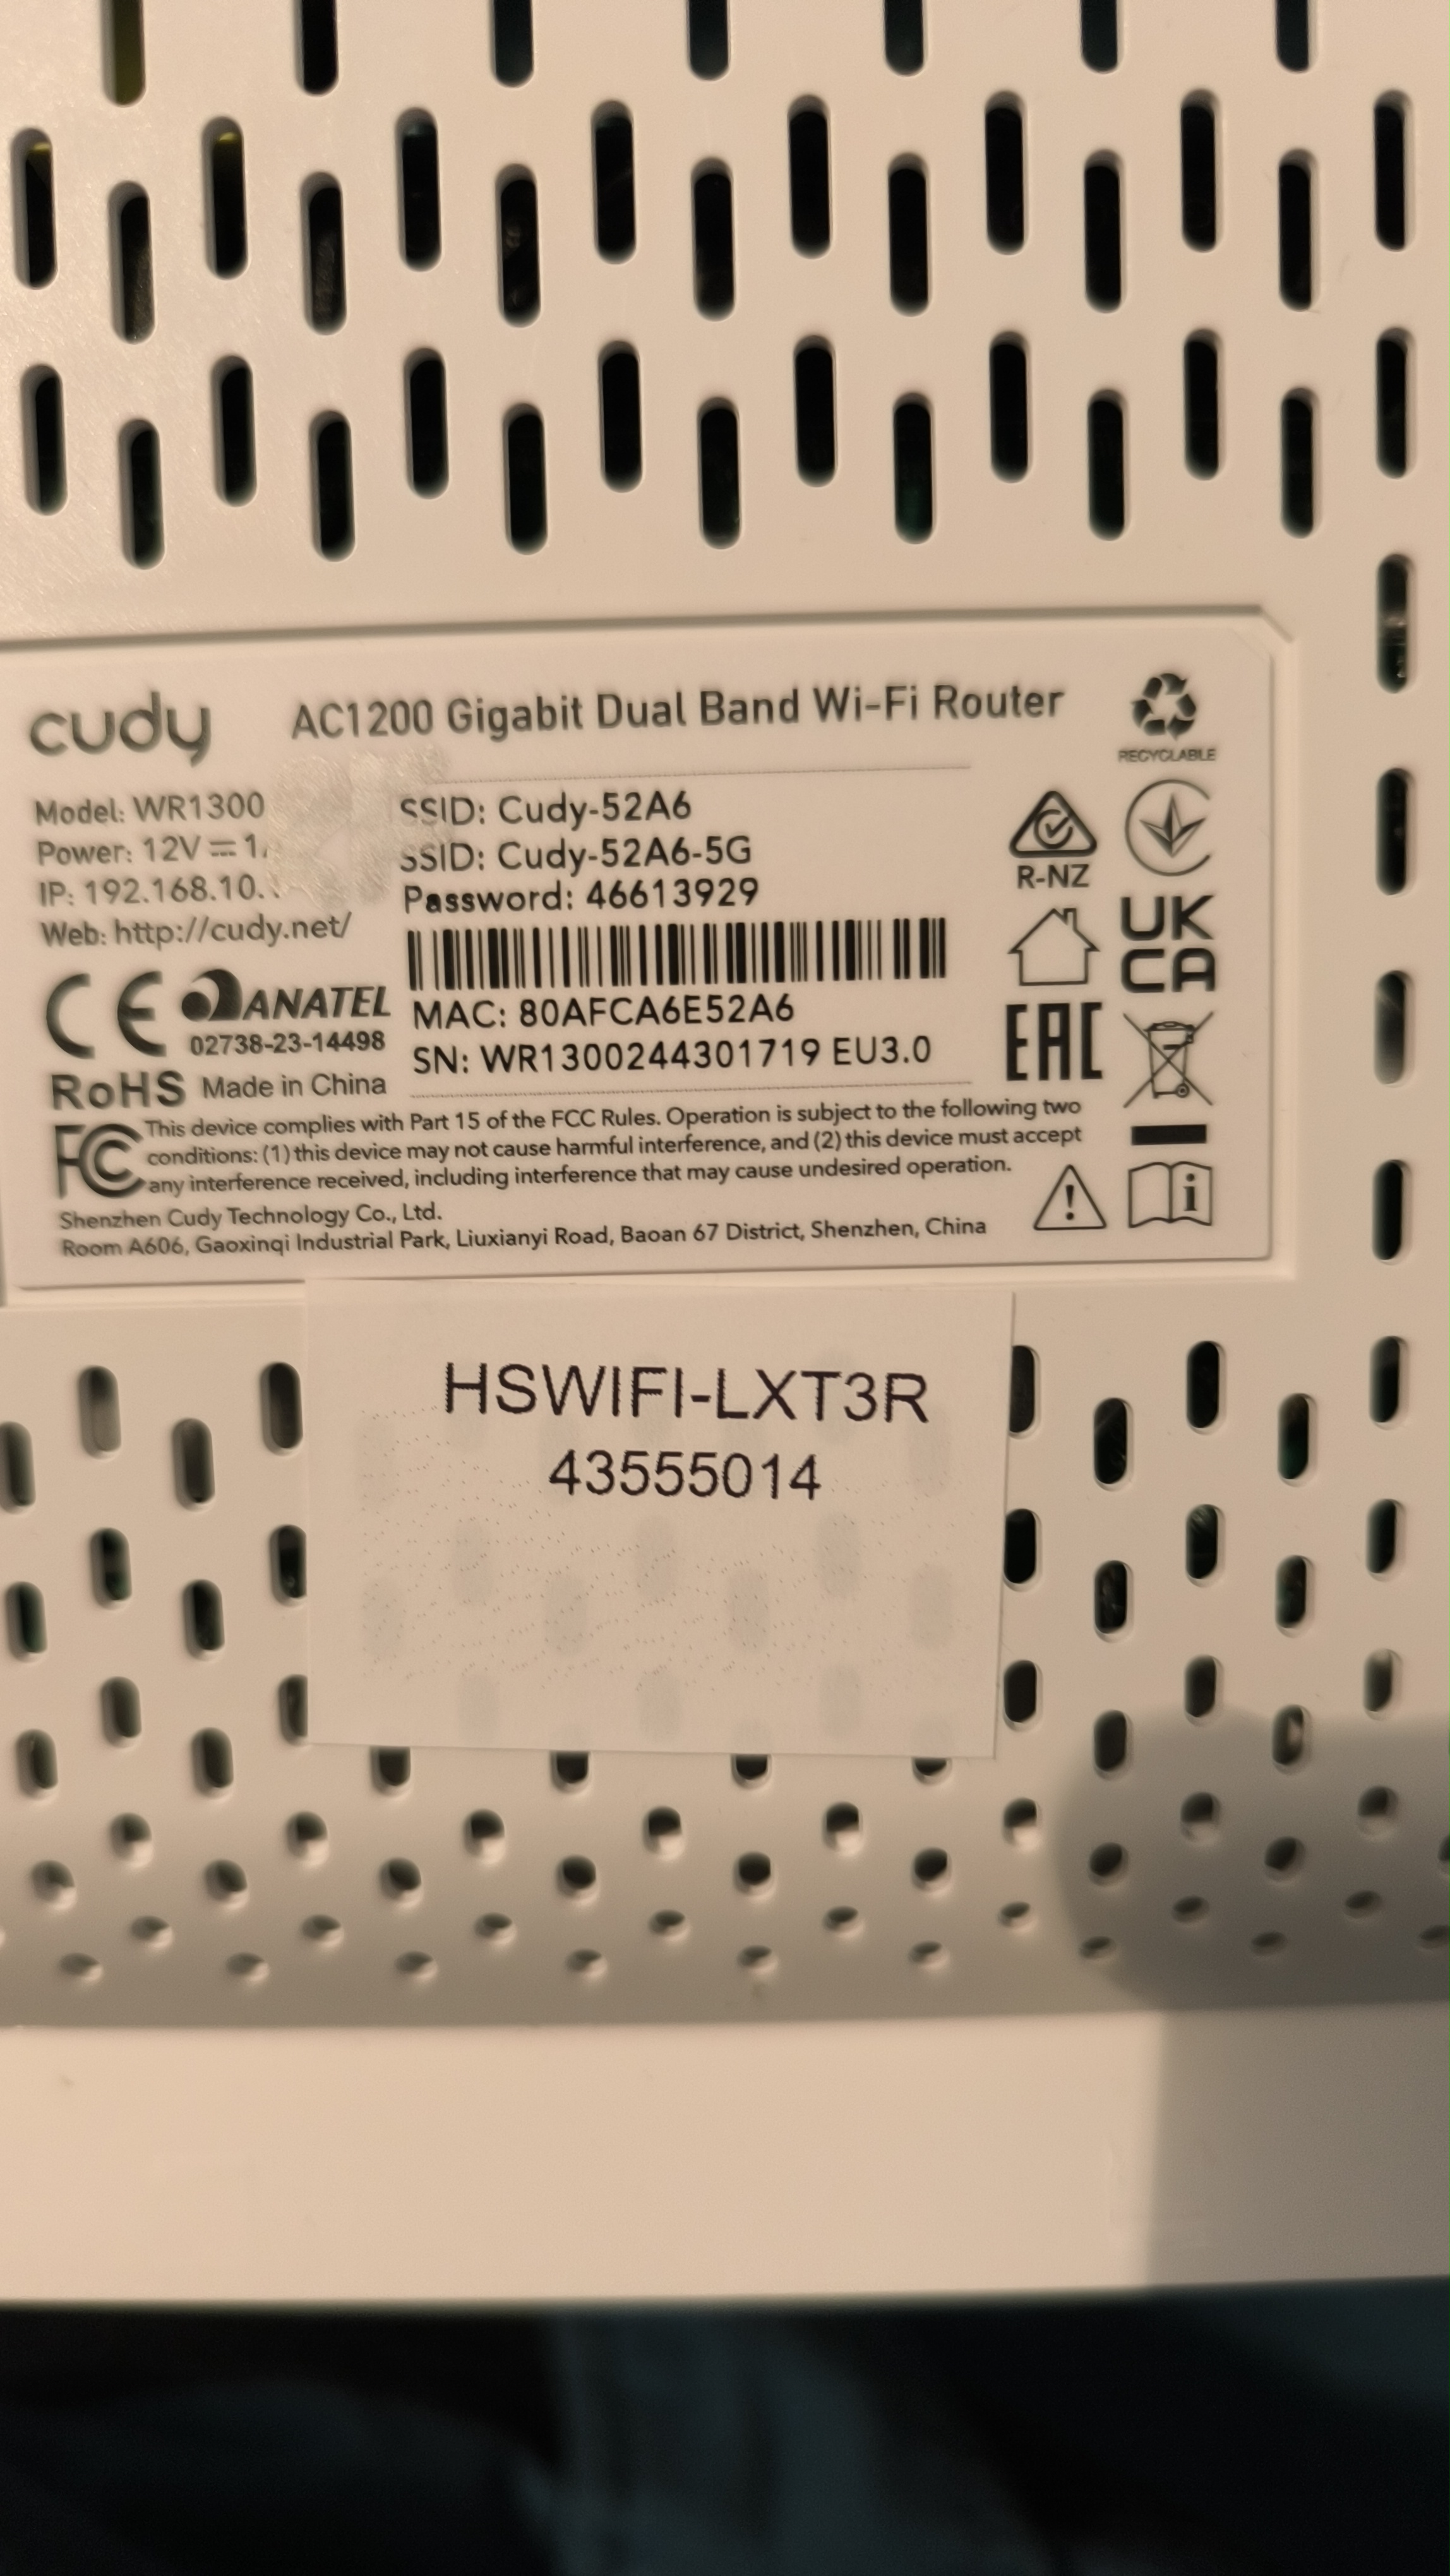 cudy
AC1200 Gigabit Dual Band Wi-Fi Router
RECYCLABLE
Model: WR1300
Power: 12V ⎓ 1
IP: 192.168.10.
Web: http://cudy.net/
SSID: Cudy-52A6
SSID: Cudy-52A6-5G
Password: 46613929
MAC: 80AFCA6E52A6
SN: WR1300244301719 EU3.0
R-NZ
UK
CA
EAC
CE ANATEL
02738-23-14498
RoHS Made in China
FC
This device complies with Part 15 of the FCC Rules. Operation is subject to the following two
conditions: (1) this device may not cause harmful interference, and (2) this device must accept
any interference received, including interference that may cause undesired operation.
Shenzhen Cudy Technology Co., Ltd.
Room A606, Gaoxinqi Industrial Park, Liuxianyi Road, Baoan 67 District, Shenzhen, China
HSWIFI-LXT3R
43555014